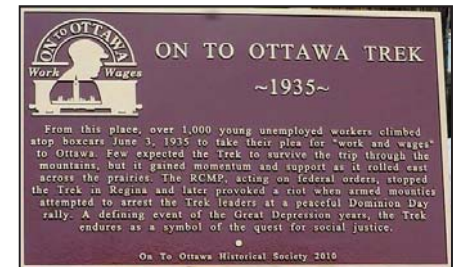 ON TO OTTAWA
Work Wages
ON TO OTTAWA TREK
~1935~
From this place, over 1,000 young unemployed workers climbed
atop boxcars June 3, 1935 to take their plea for "work and wages"
to Ottawa. Few expected the Trek to survive the trip through the
mountains, but it gained momentum and support as it rolled east
across the prairies. The RCMP, acting on federal orders, stopped
the Trek in Regina and later provoked a riot when armed mounties
attempted to arrest the Trek leaders at a peaceful Dominion Day
rally. A defining event of the Great Depression years, the Trek
endures as a symbol of the quest for social justice.
On To Ottawa Historical Society 2010